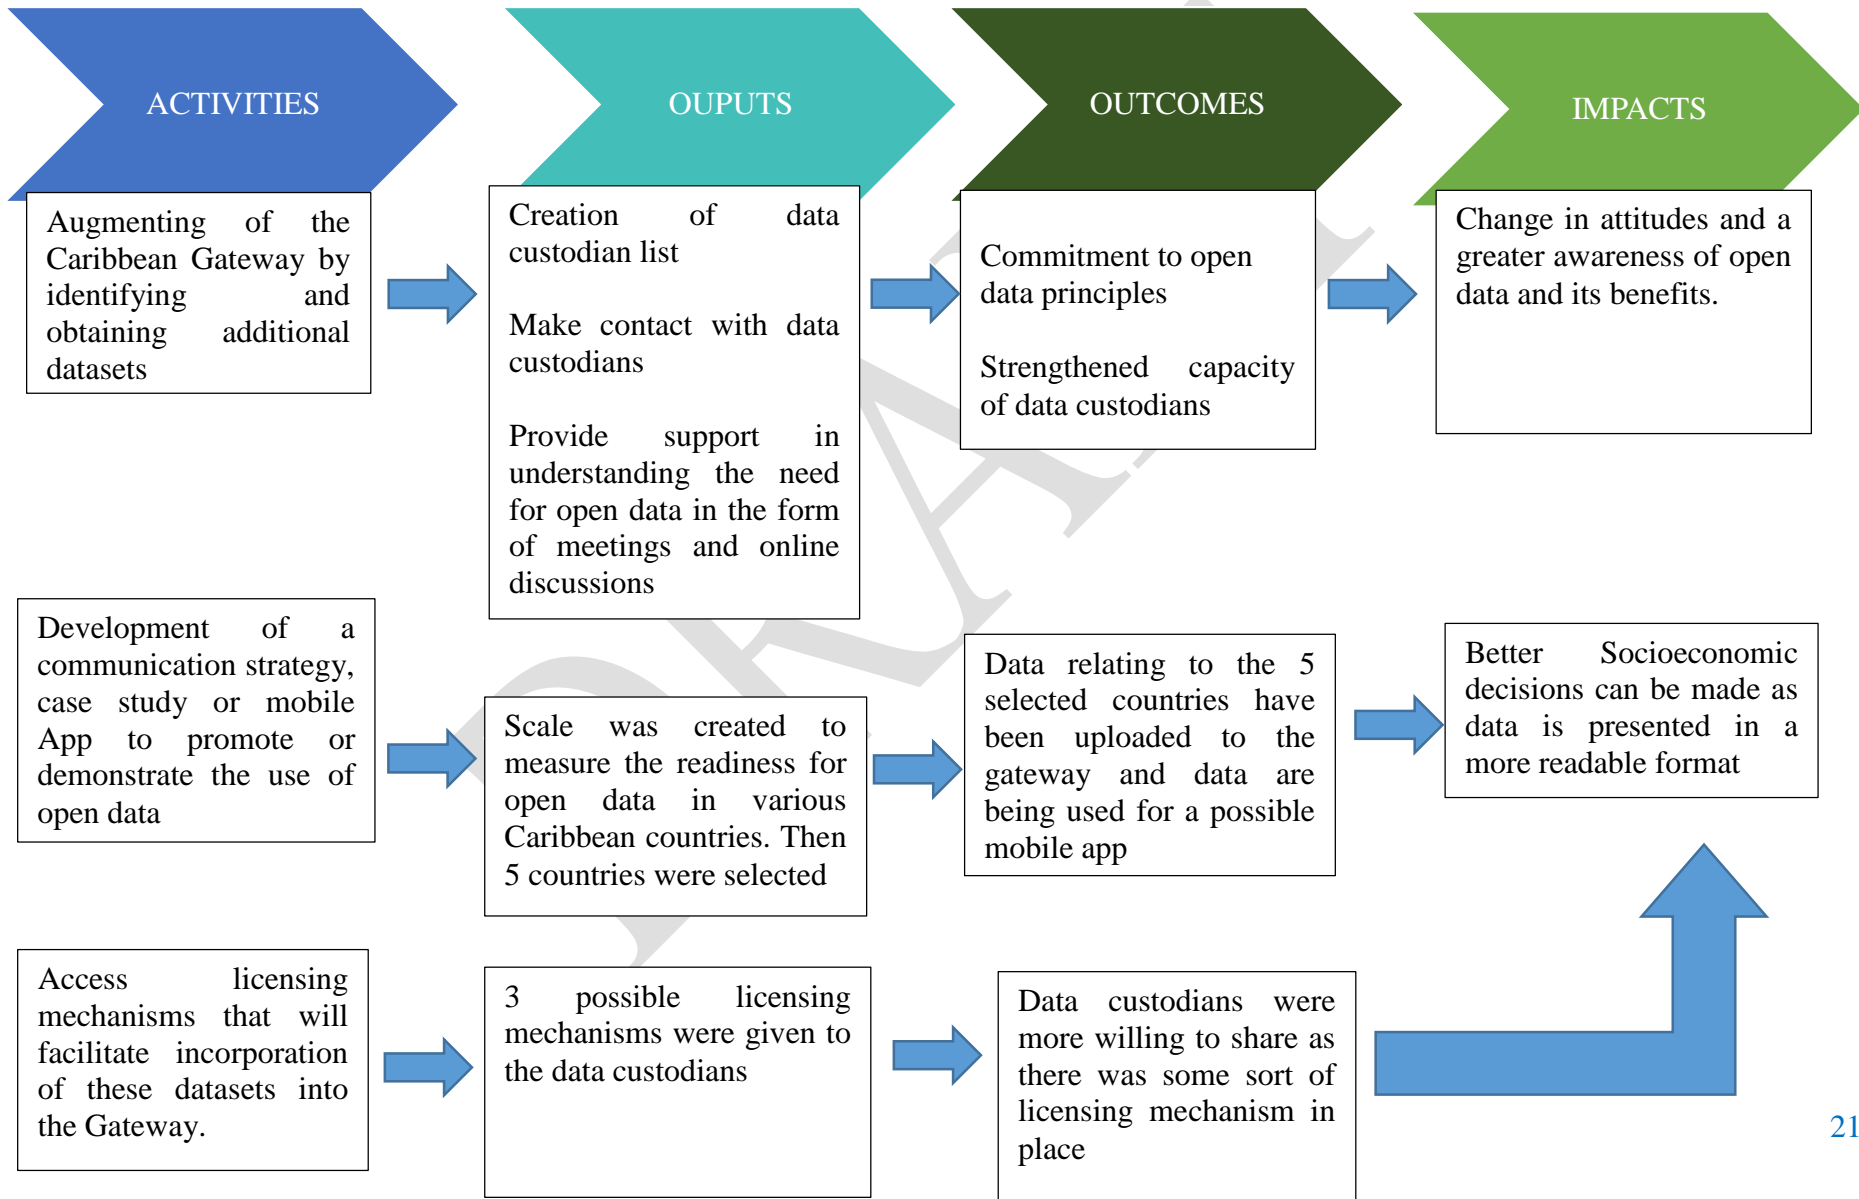 ACTIVITIES
OUPUTS
OUTCOMES
IMPACTS
Augmenting of the
Caribbean Gateway by
identifying and
obtaining additional
datasets
Creation of data
custodian list
Make contact with data
custodians
Provide support in
understanding the need
for open data in the form
of meetings and online
discussions
Commitment to open
data principles
Strengthened capacity
of data custodians
Change in attitudes and a
greater awareness of open
data and its benefits.
Development of a
communication strategy,
case study or mobile
App to promote or
demonstrate the use of
open data
Scale was created to
measure the readiness for
open data in various
Caribbean countries. Then
5 countries were selected
Data relating to the 5
selected countries have
been uploaded to the
gateway and data are
being used for a possible
mobile app
Better Socioeconomic
decisions can be made as
data is presented in a
more readable format
Access licensing
mechanisms that will
facilitate incorporation
of these datasets into
the Gateway.
3 possible licensing
mechanisms were given to
the data custodians
Data custodians were
more willing to share as
there was some sort of
licensing mechanism in
place
21
DRAFT